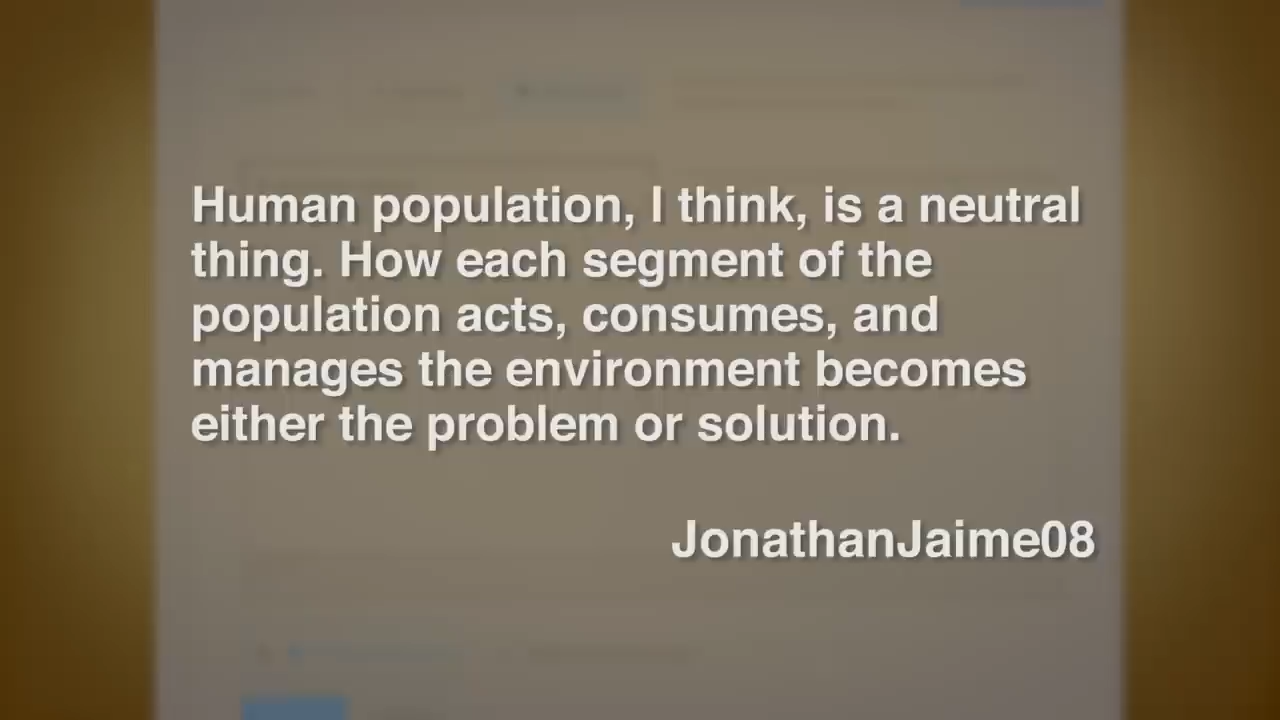 Human population, I think, is a neutral
thing. How each segment of the
population acts, consumes, and
manages the environment becomes
either the problem or solution.
JonathanJaime08